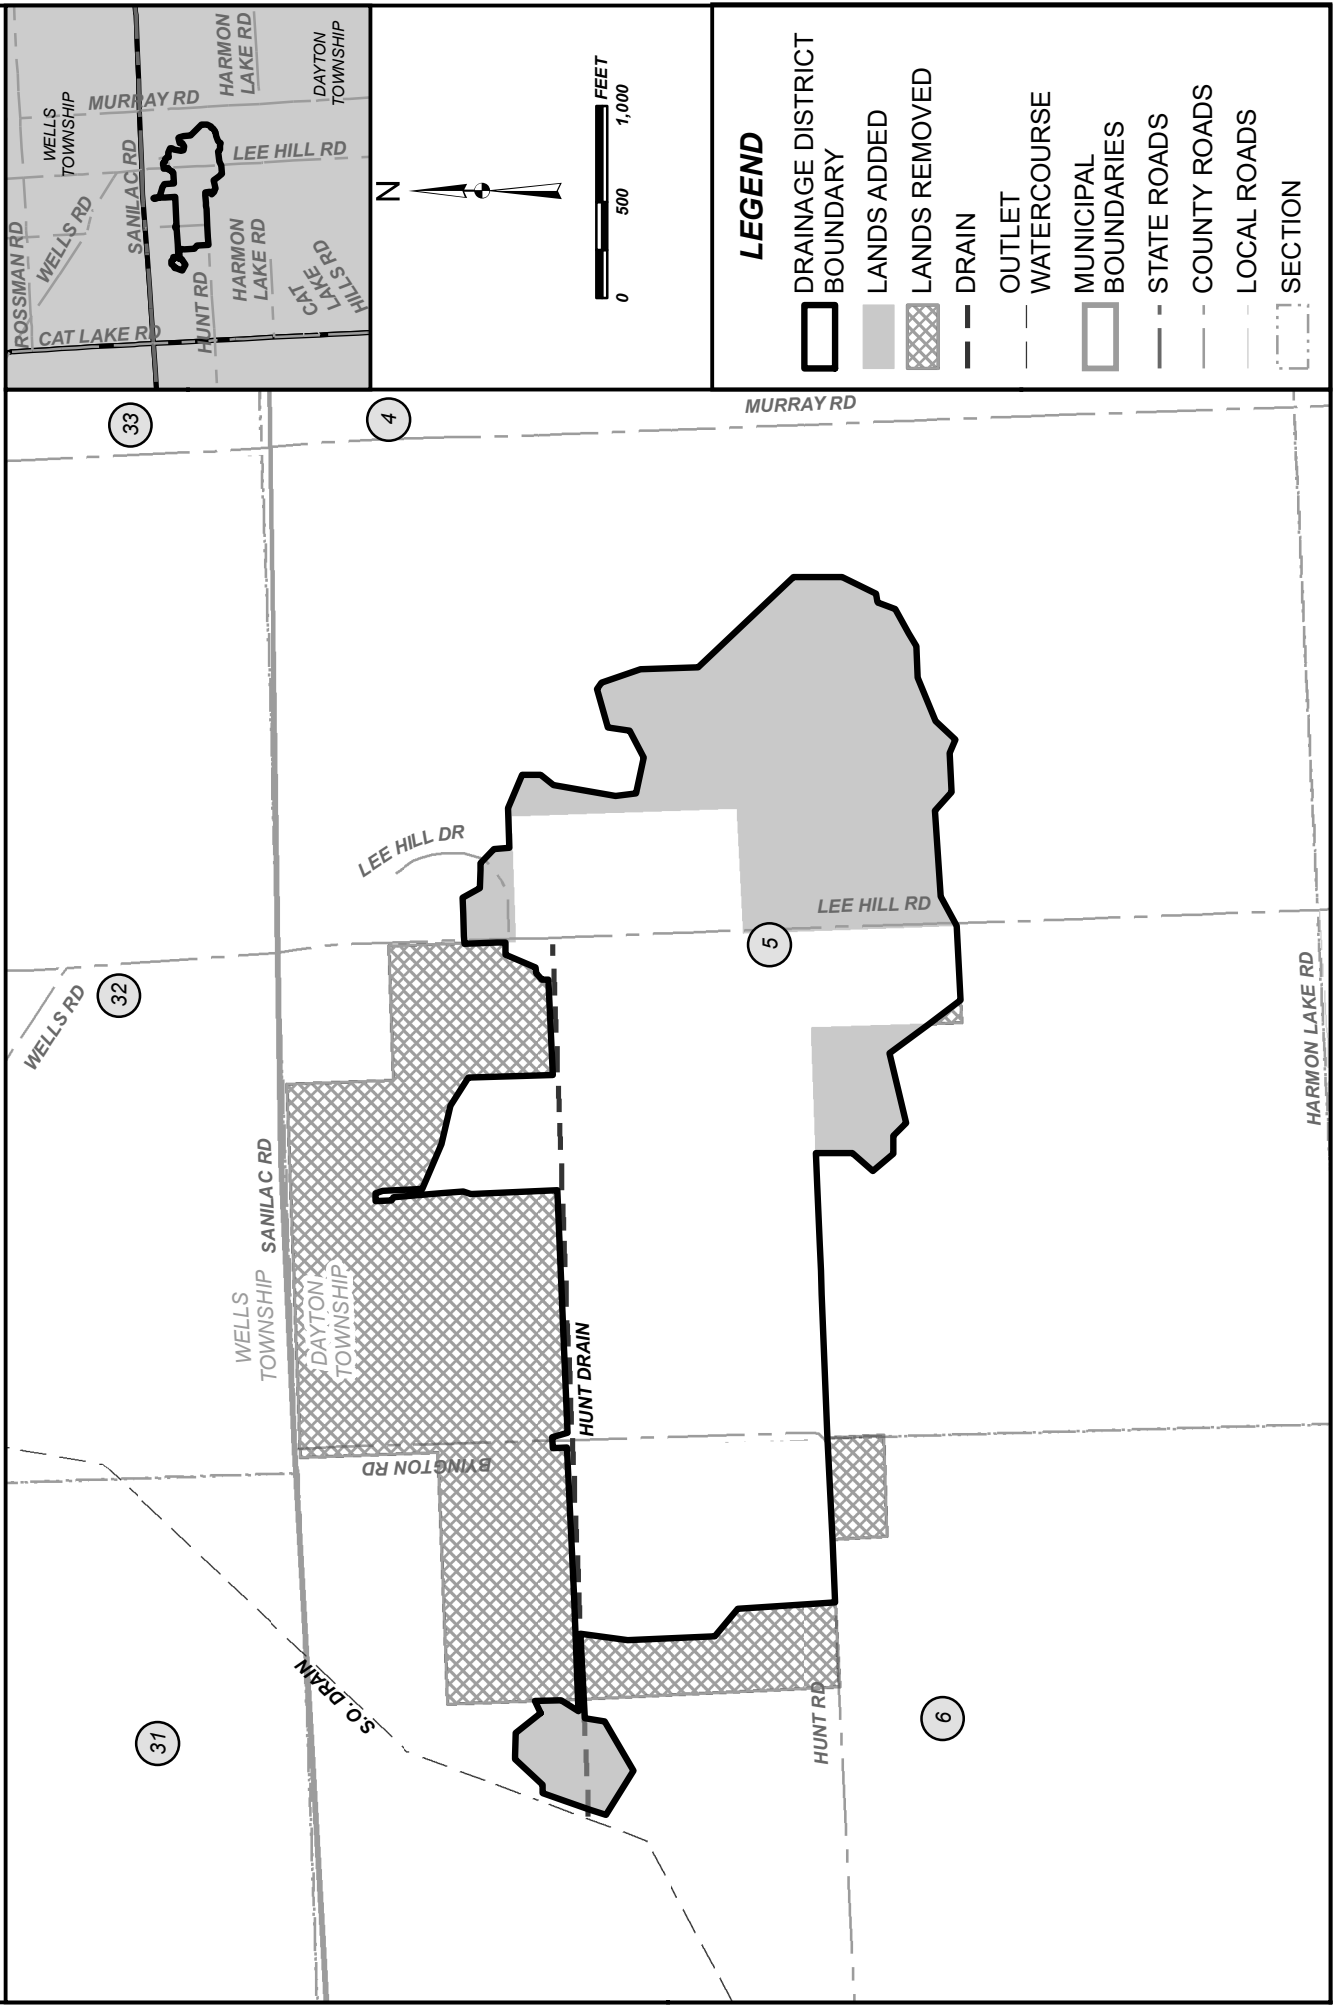 ROSSMAN RD
WELLS
TOWNSHIP
WELLS RD
MURRAY RD
HARMON
LAKE RD
DAYTON
TOWNSHIP
SANILAC RD
LEE HILL RD
CAT LAKE RD
HUNT RD
HARMON
LAKE RD
CAT
LAKE
HILLS RD
N
0
500
1,000
FEET
LEGEND
DRAINAGE DISTRICT
BOUNDARY
LANDS ADDED
LANDS REMOVED
DRAIN
OUTLET
WATERCOURSE
MUNICIPAL
BOUNDARIES
STATE ROADS
COUNTY ROADS
LOCAL ROADS
SECTION
33
4
MURRAY RD
LEE HILL DR
LEE HILL RD
5
32
WELLS RD
SANILAC RD
WELLS
TOWNSHIP
DAYTON
TOWNSHIP
HUNT DRAIN
BYINGTON RD
HARMON LAKE RD
S.O. DRAIN
31
HUNT RD
6